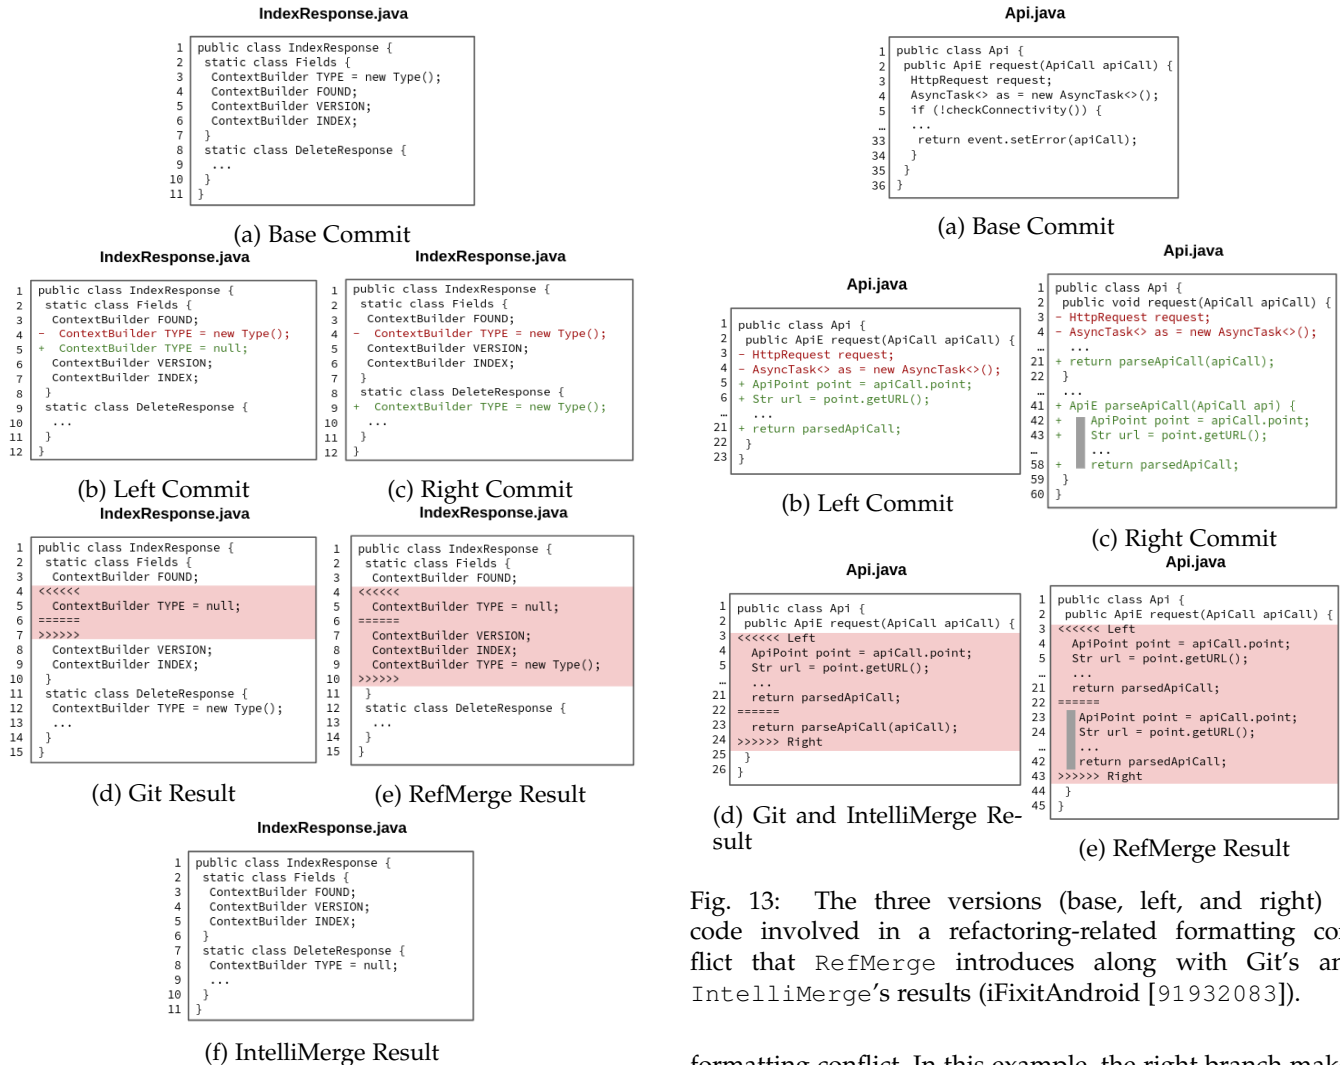 IndexResponse.java
1 public class IndexResponse {
2 static class Fields {
3 ContextBuilder TYPE = new Type();
4 ContextBuilder FOUND;
5 ContextBuilder VERSION;
6 ContextBuilder INDEX;
7 }
8 static class DeleteResponse {
9 ...
10 }
11 }
(a) Base Commit
IndexResponse.java
1 public class IndexResponse {
2 static class Fields {
3 ContextBuilder FOUND;
4 - ContextBuilder TYPE = new Type();
5 + ContextBuilder TYPE = null;
6 ContextBuilder VERSION;
7 ContextBuilder INDEX;
8 }
9 static class DeleteResponse {
10 ...
11 }
12 }
(b) Left Commit
IndexResponse.java
1 public class IndexResponse {
2 static class Fields {
3 ContextBuilder FOUND;
4 - ContextBuilder TYPE = new Type();
5 ContextBuilder VERSION;
6 ContextBuilder INDEX;
7 }
8 static class DeleteResponse {
9 + ContextBuilder TYPE = new Type();
10 ...
11 }
12 }
(c) Right Commit
IndexResponse.java
1 public class IndexResponse {
2 static class Fields {
3 ContextBuilder FOUND;
4 <<<<<<
5 ContextBuilder TYPE = null;
6 ======
7 >>>>>>
8 ContextBuilder VERSION;
9 ContextBuilder INDEX;
10 }
11 static class DeleteResponse {
12 ContextBuilder TYPE = new Type();
13 ...
14 }
15 }
(d) Git Result
IndexResponse.java
1 public class IndexResponse {
2 static class Fields {
3 ContextBuilder FOUND;
4 <<<<<<
5 ContextBuilder TYPE = null;
6 ======
7 ContextBuilder VERSION;
8 ContextBuilder INDEX;
9 ContextBuilder TYPE = new Type();
10 >>>>>>
11 }
12 static class DeleteResponse {
13 ...
14 }
15 }
(e) RefMerge Result
IndexResponse.java
1 public class IndexResponse {
2 static class Fields {
3 ContextBuilder FOUND;
4 ContextBuilder VERSION;
5 ContextBuilder INDEX;
6 }
7 static class DeleteResponse {
8 ContextBuilder TYPE = null;
9 ...
10 }
11 }
(f) IntelliMerge Result
Api.java
1 public class Api {
2 public ApiE request(ApiCall apiCall) {
3 HttpRequest request;
4 AsyncTask<> as = new AsyncTask<>();
5 if (!checkConnectivity()) {
… ...
33 return event.setError(apiCall);
34 }
35 }
36 }
(a) Base Commit
Api.java
1 public class Api {
2 public ApiE request(ApiCall apiCall) {
3 - HttpRequest request;
4 - AsyncTask<> as = new AsyncTask<>();
5 + ApiPoint point = apiCall.point;
6 + Str url = point.getURL();
… ...
21 + return parsedApiCall;
22 }
23 }
(b) Left Commit
Api.java
1 public class Api {
2 public void request(ApiCall apiCall) {
3 - HttpRequest request;
4 - AsyncTask<> as = new AsyncTask<>();
… ...
21 + return parseApiCall(apiCall);
22 }
… ...
41 + ApiE parseApiCall(ApiCall api) {
42 + ApiPoint point = apiCall.point;
43 + Str url = point.getURL();
… ...
58 + return parsedApiCall;
59 }
60 }
(c) Right Commit
Api.java
1 public class Api {
2 public ApiE request(ApiCall apiCall) {
3 <<<<<< Left
4 ApiPoint point = apiCall.point;
5 Str url = point.getURL();
… ...
21 return parsedApiCall;
22 ======
23 return parseApiCall(apiCall);
24 >>>>>> Right
25 }
26 }
(d) Git and IntelliMerge Re-
sult
Api.java
1 public class Api {
2 public ApiE request(ApiCall apiCall) {
3 <<<<<< Left
4 ApiPoint point = apiCall.point;
5 Str url = point.getURL();
… ...
21 return parsedApiCall;
22 ======
23 ApiPoint point = apiCall.point;
24 Str url = point.getURL();
… ...
42 return parsedApiCall;
43 >>>>>> Right
44 }
45 }
(e) RefMerge Result
Fig. 13: The three versions (base, left, and right)
code involved in a refactoring-related formatting con
flict that RefMerge introduces along with Git's an
IntelliMerge's results (iFixitAndroid [91932083]).
formatting conflict. In this example, the right branch mak